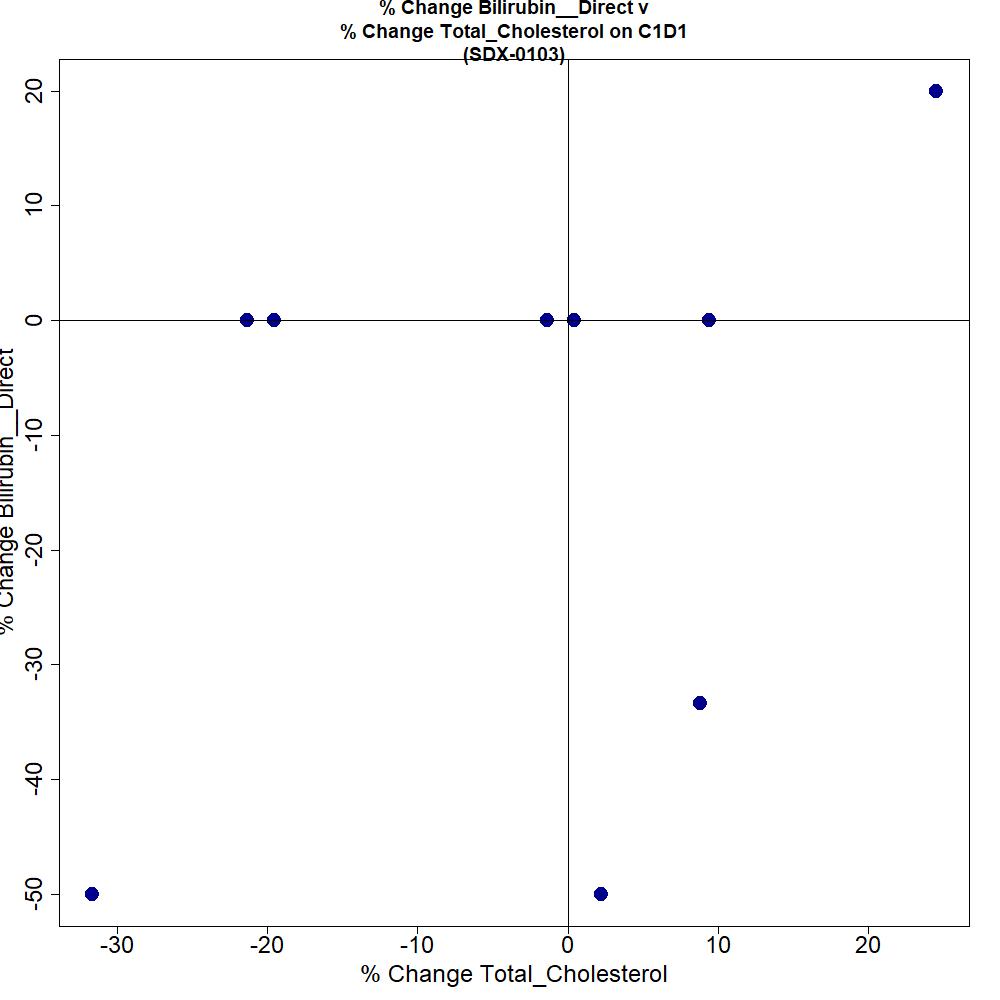 % Change Bilirubin__Direct v
% Change Total_Cholesterol on C1D1
(SDX-0103)
20
10
0
-10
-20
-30
-40
-50
% Change Bilirubin__Direct
-30
-20
-10
0
10
20
% Change Total_Cholesterol